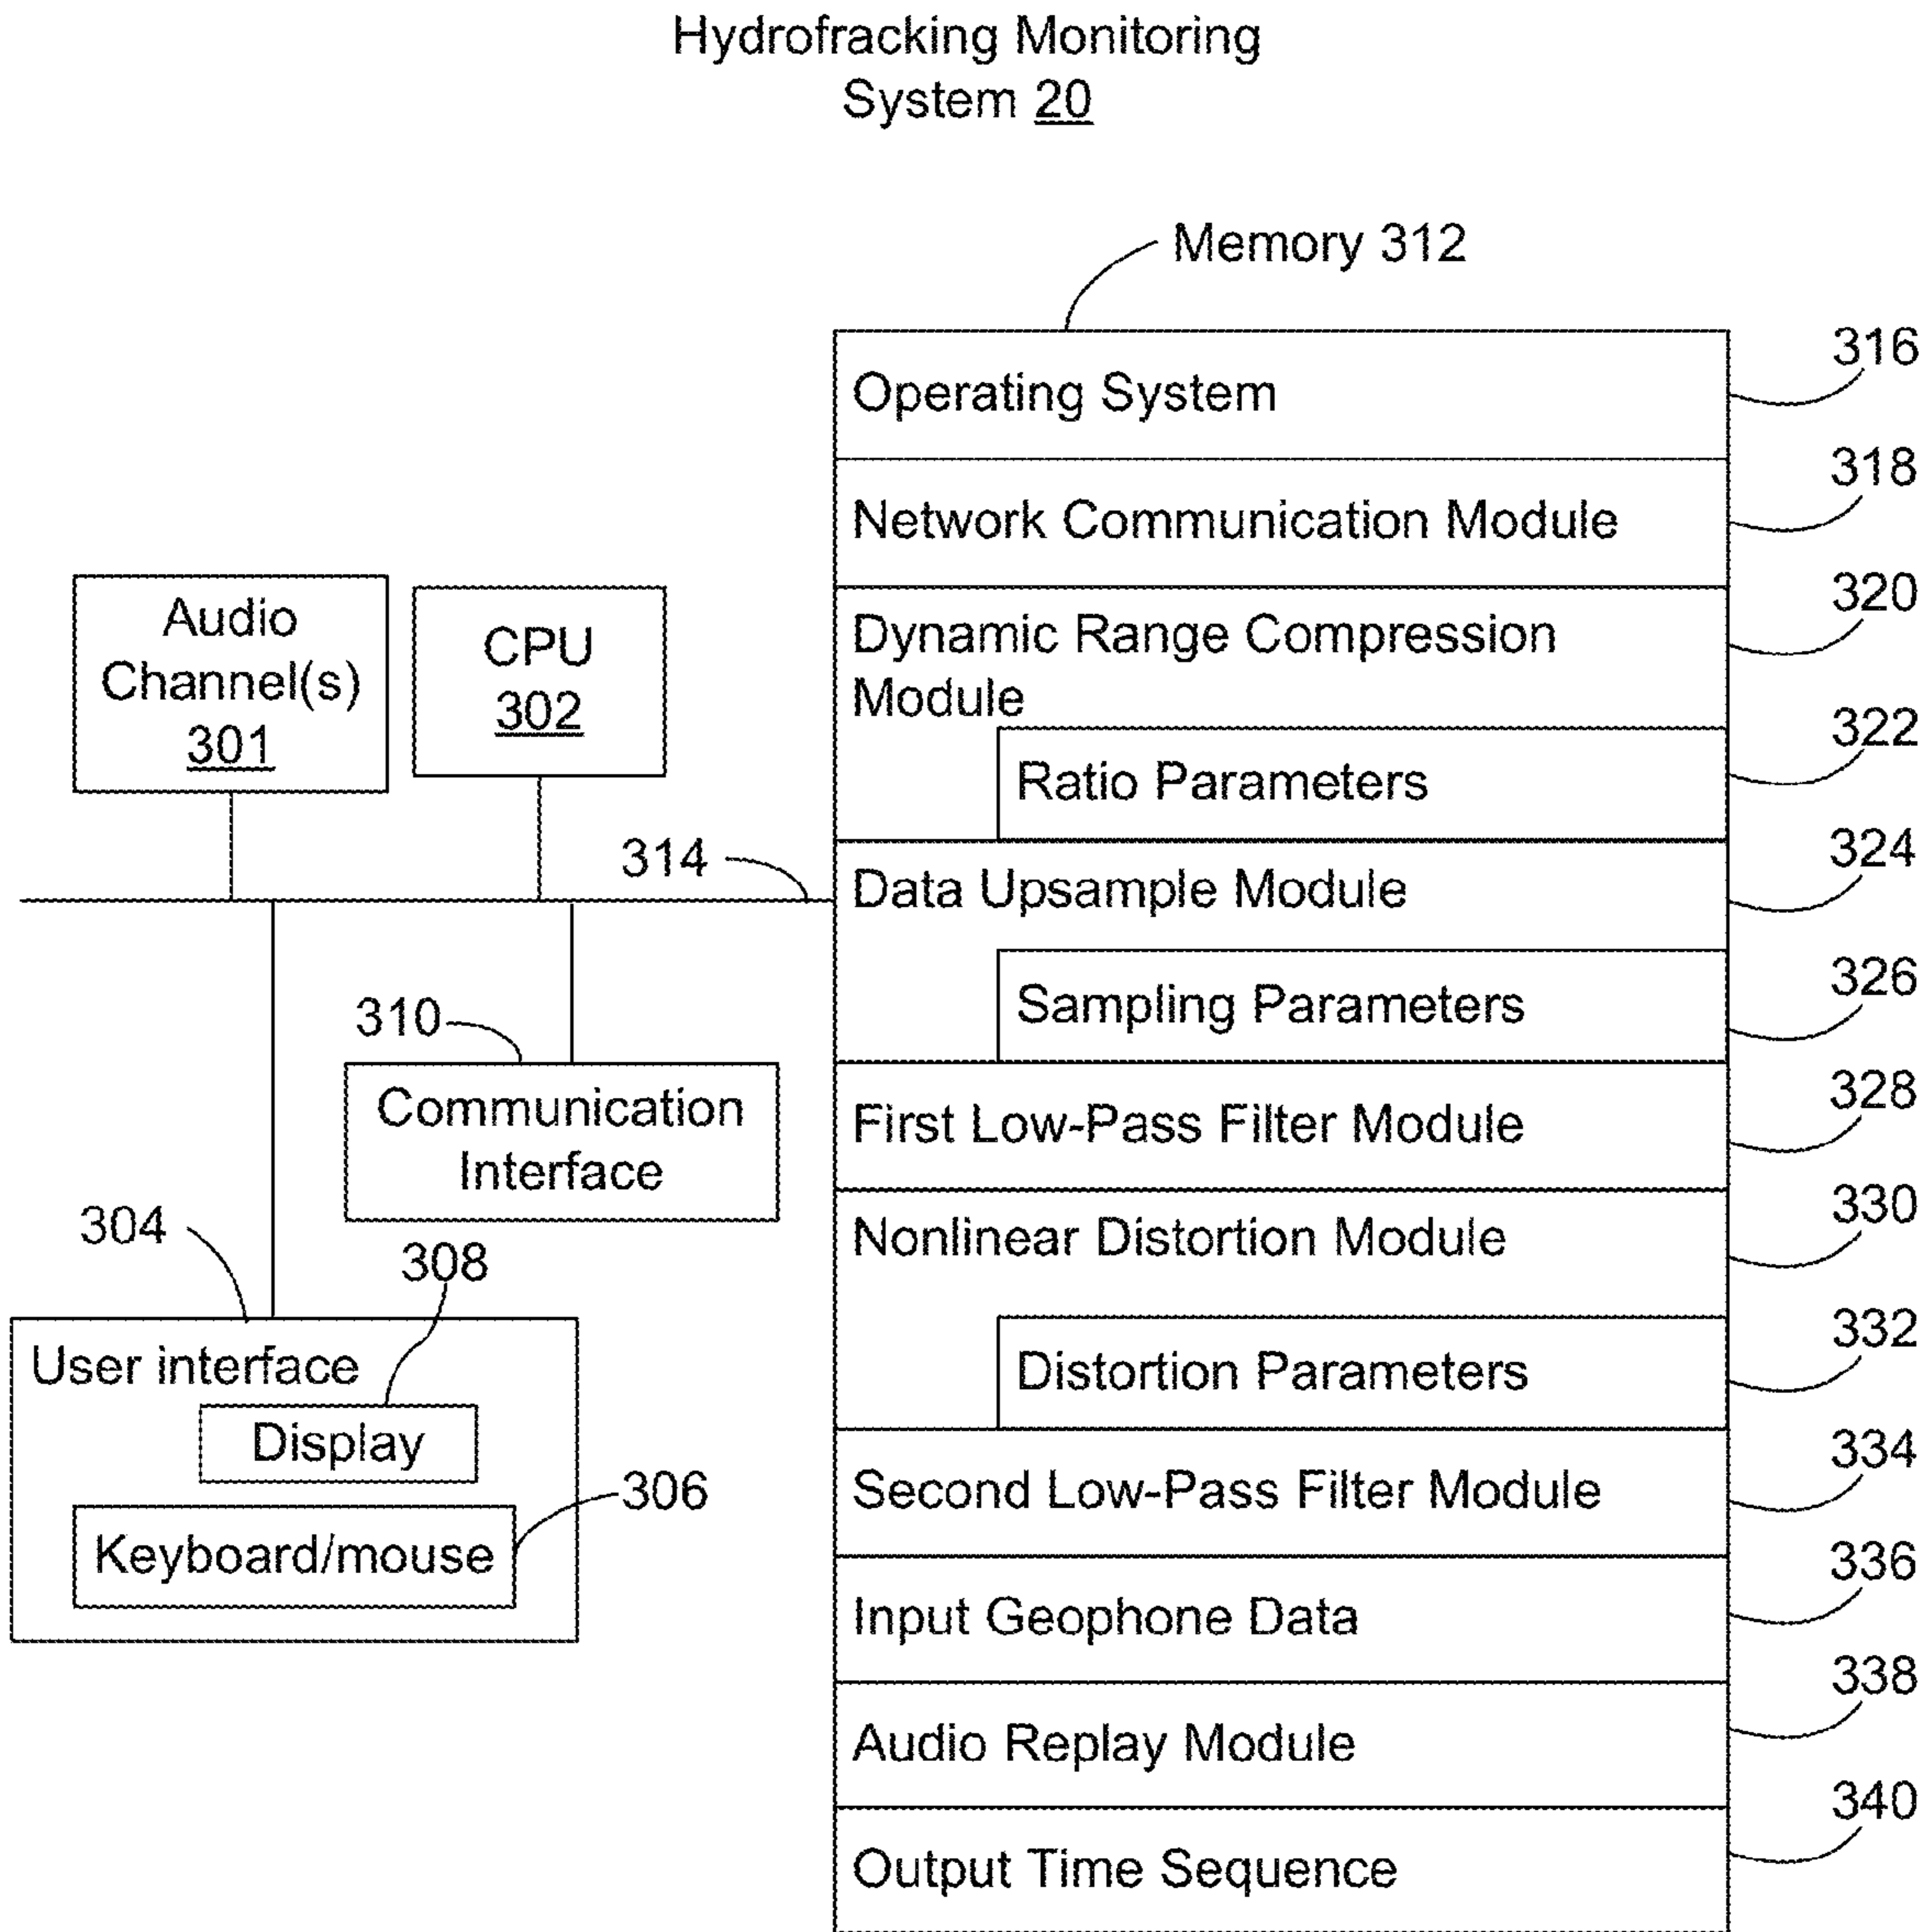 Hydrofracking Monitoring
System 20
Memory 312
Operating System
316
Network Communication Module
318
Dynamic Range Compression
Module
320
Ratio Parameters
322
Data Upsample Module
324
Sampling Parameters
326
First Low-Pass Filter Module
328
Nonlinear Distortion Module
330
Distortion Parameters
332
Second Low-Pass Filter Module
334
Input Geophone Data
336
Audio Replay Module
338
Output Time Sequence
340
Audio
Channel(s)
301
CPU
302
314
310
Communication
Interface
304
308
User interface
Display
306
Keyboard/mouse